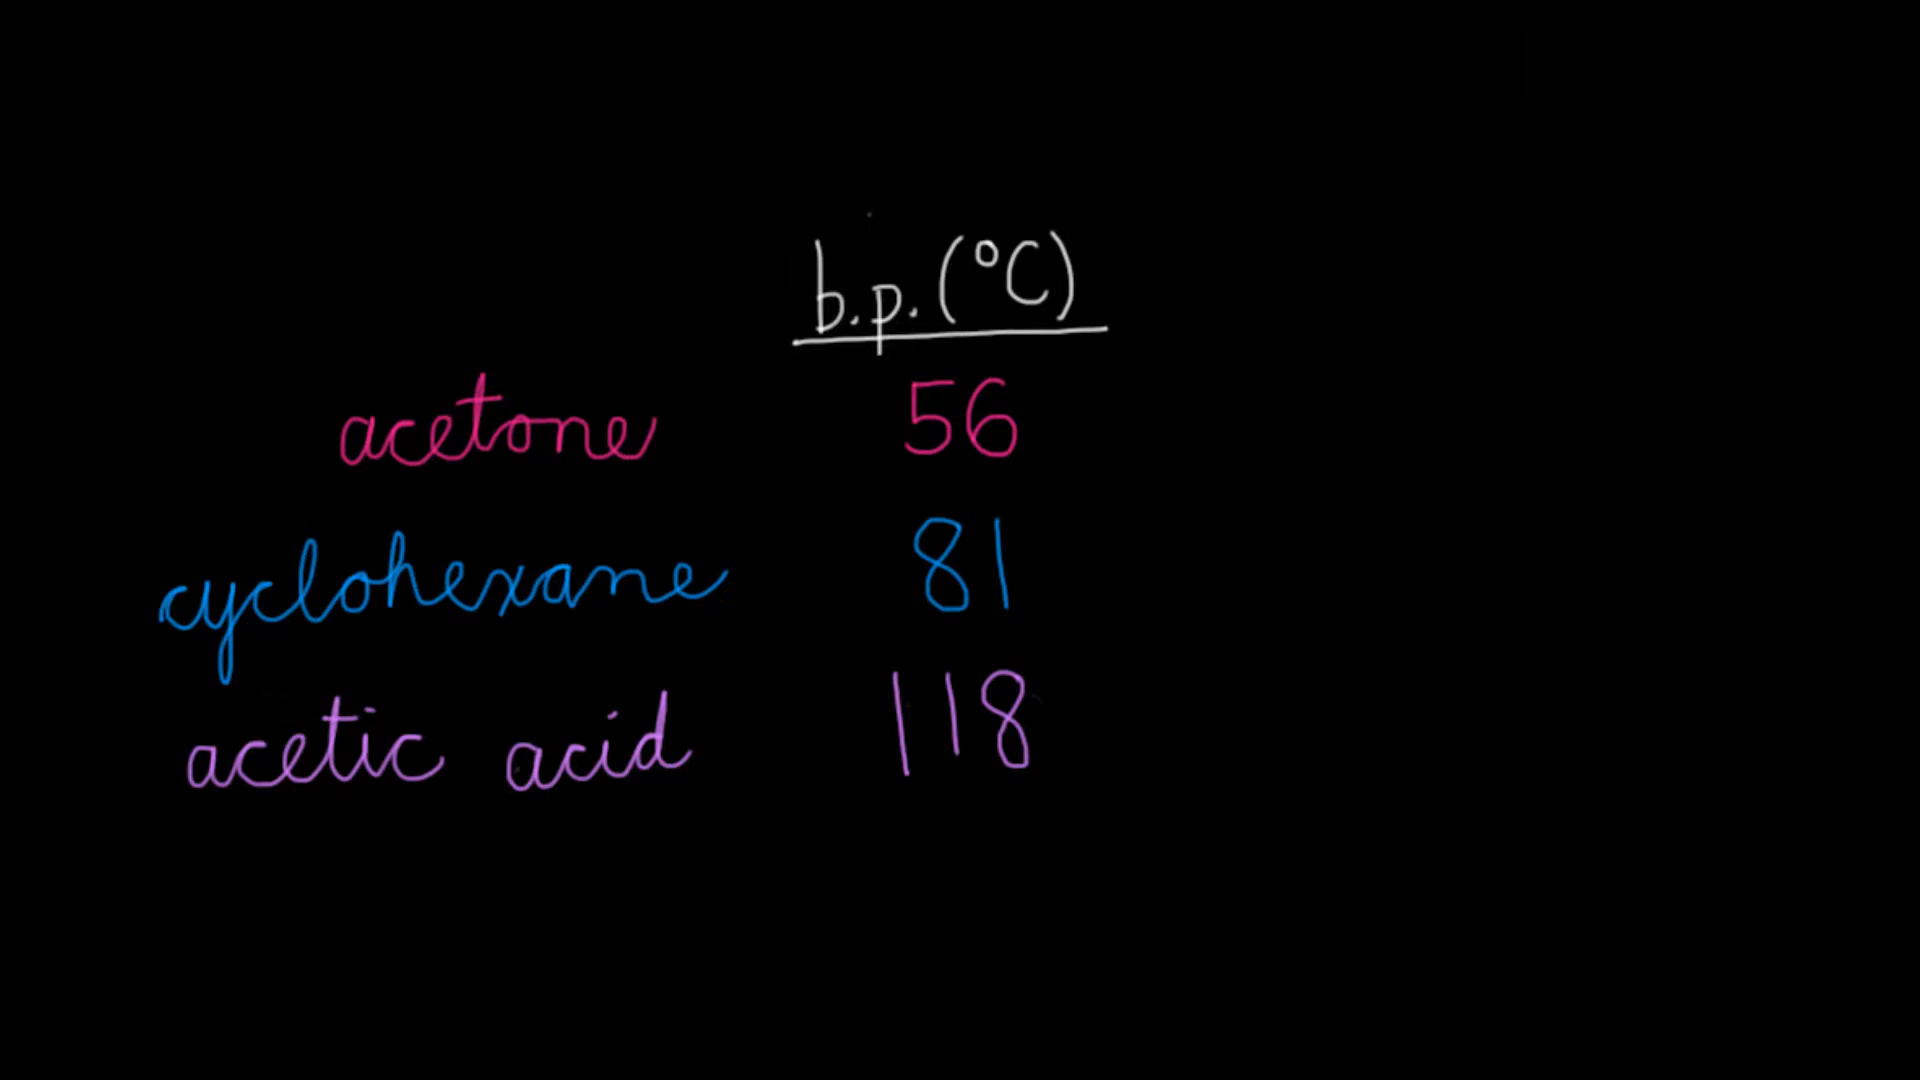 b.p. (°C)
acetone 56
cyclohexane 81
acetic acid 118